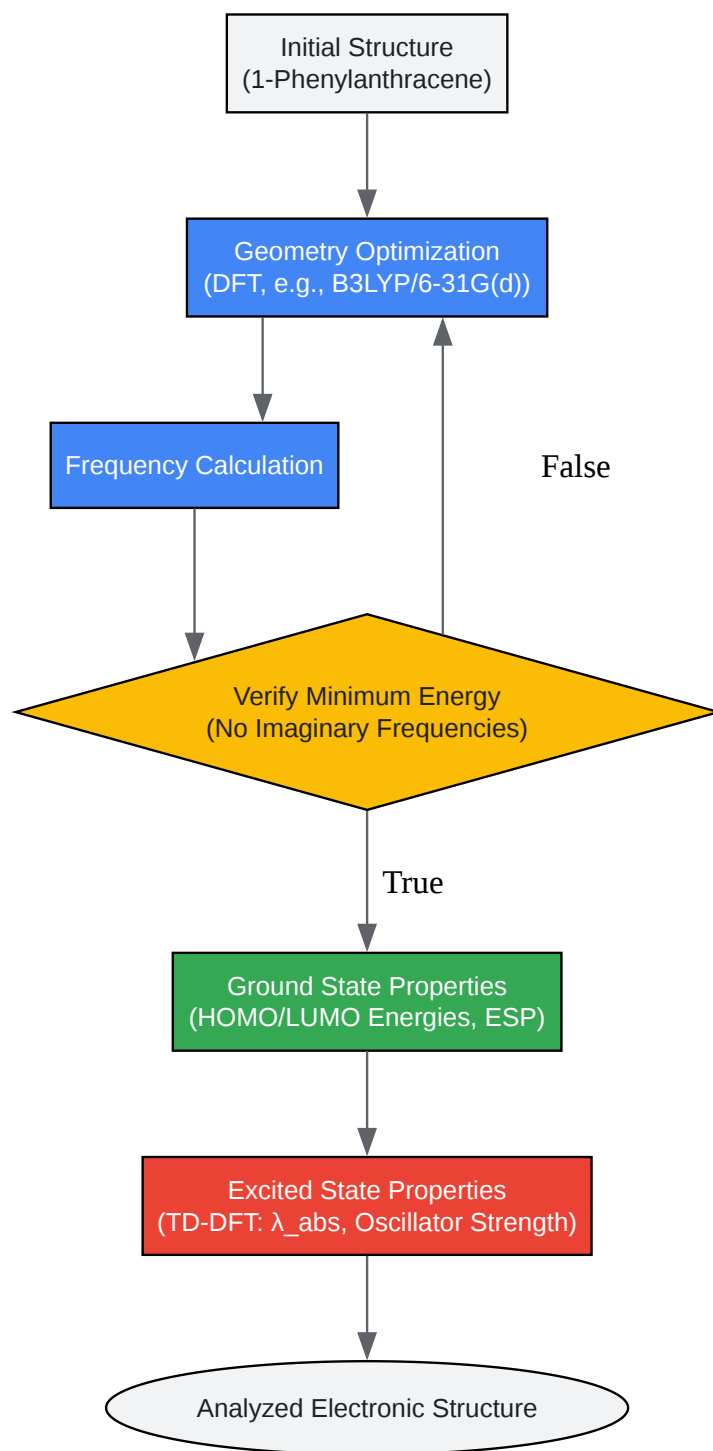 Initial Structure
(1-Phenylanthracene)
Geometry Optimization
(DFT, e.g., B3LYP/6-31G(d))
Frequency Calculation
False
Verify Minimum Energy
(No Imaginary Frequencies)
True
Ground State Properties
(HOMO/LUMO Energies, ESP)
Excited State Properties
(TD-DFT: λ_abs, Oscillator Strength)
Analyzed Electronic Structure